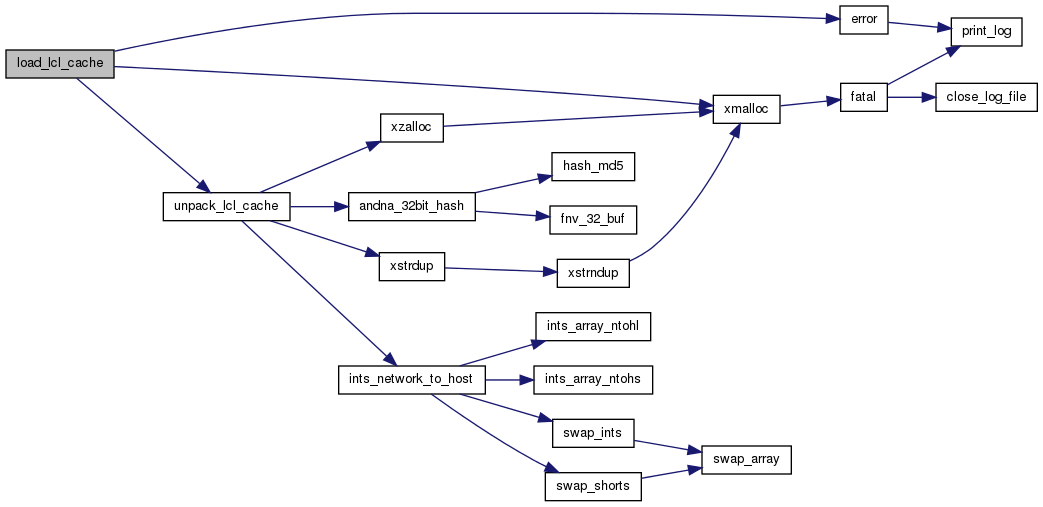 error
print_log
load_lcl_cache
fatal
close_log_file
xmalloc
xzalloc
hash_md5
unpack_lcl_cache
andna_32bit_hash
fnv_32_buf
xstrdup
xstrndup
ints_array_ntohl
ints_network_to_host
ints_array_ntohs
swap_ints
swap_array
swap_shorts